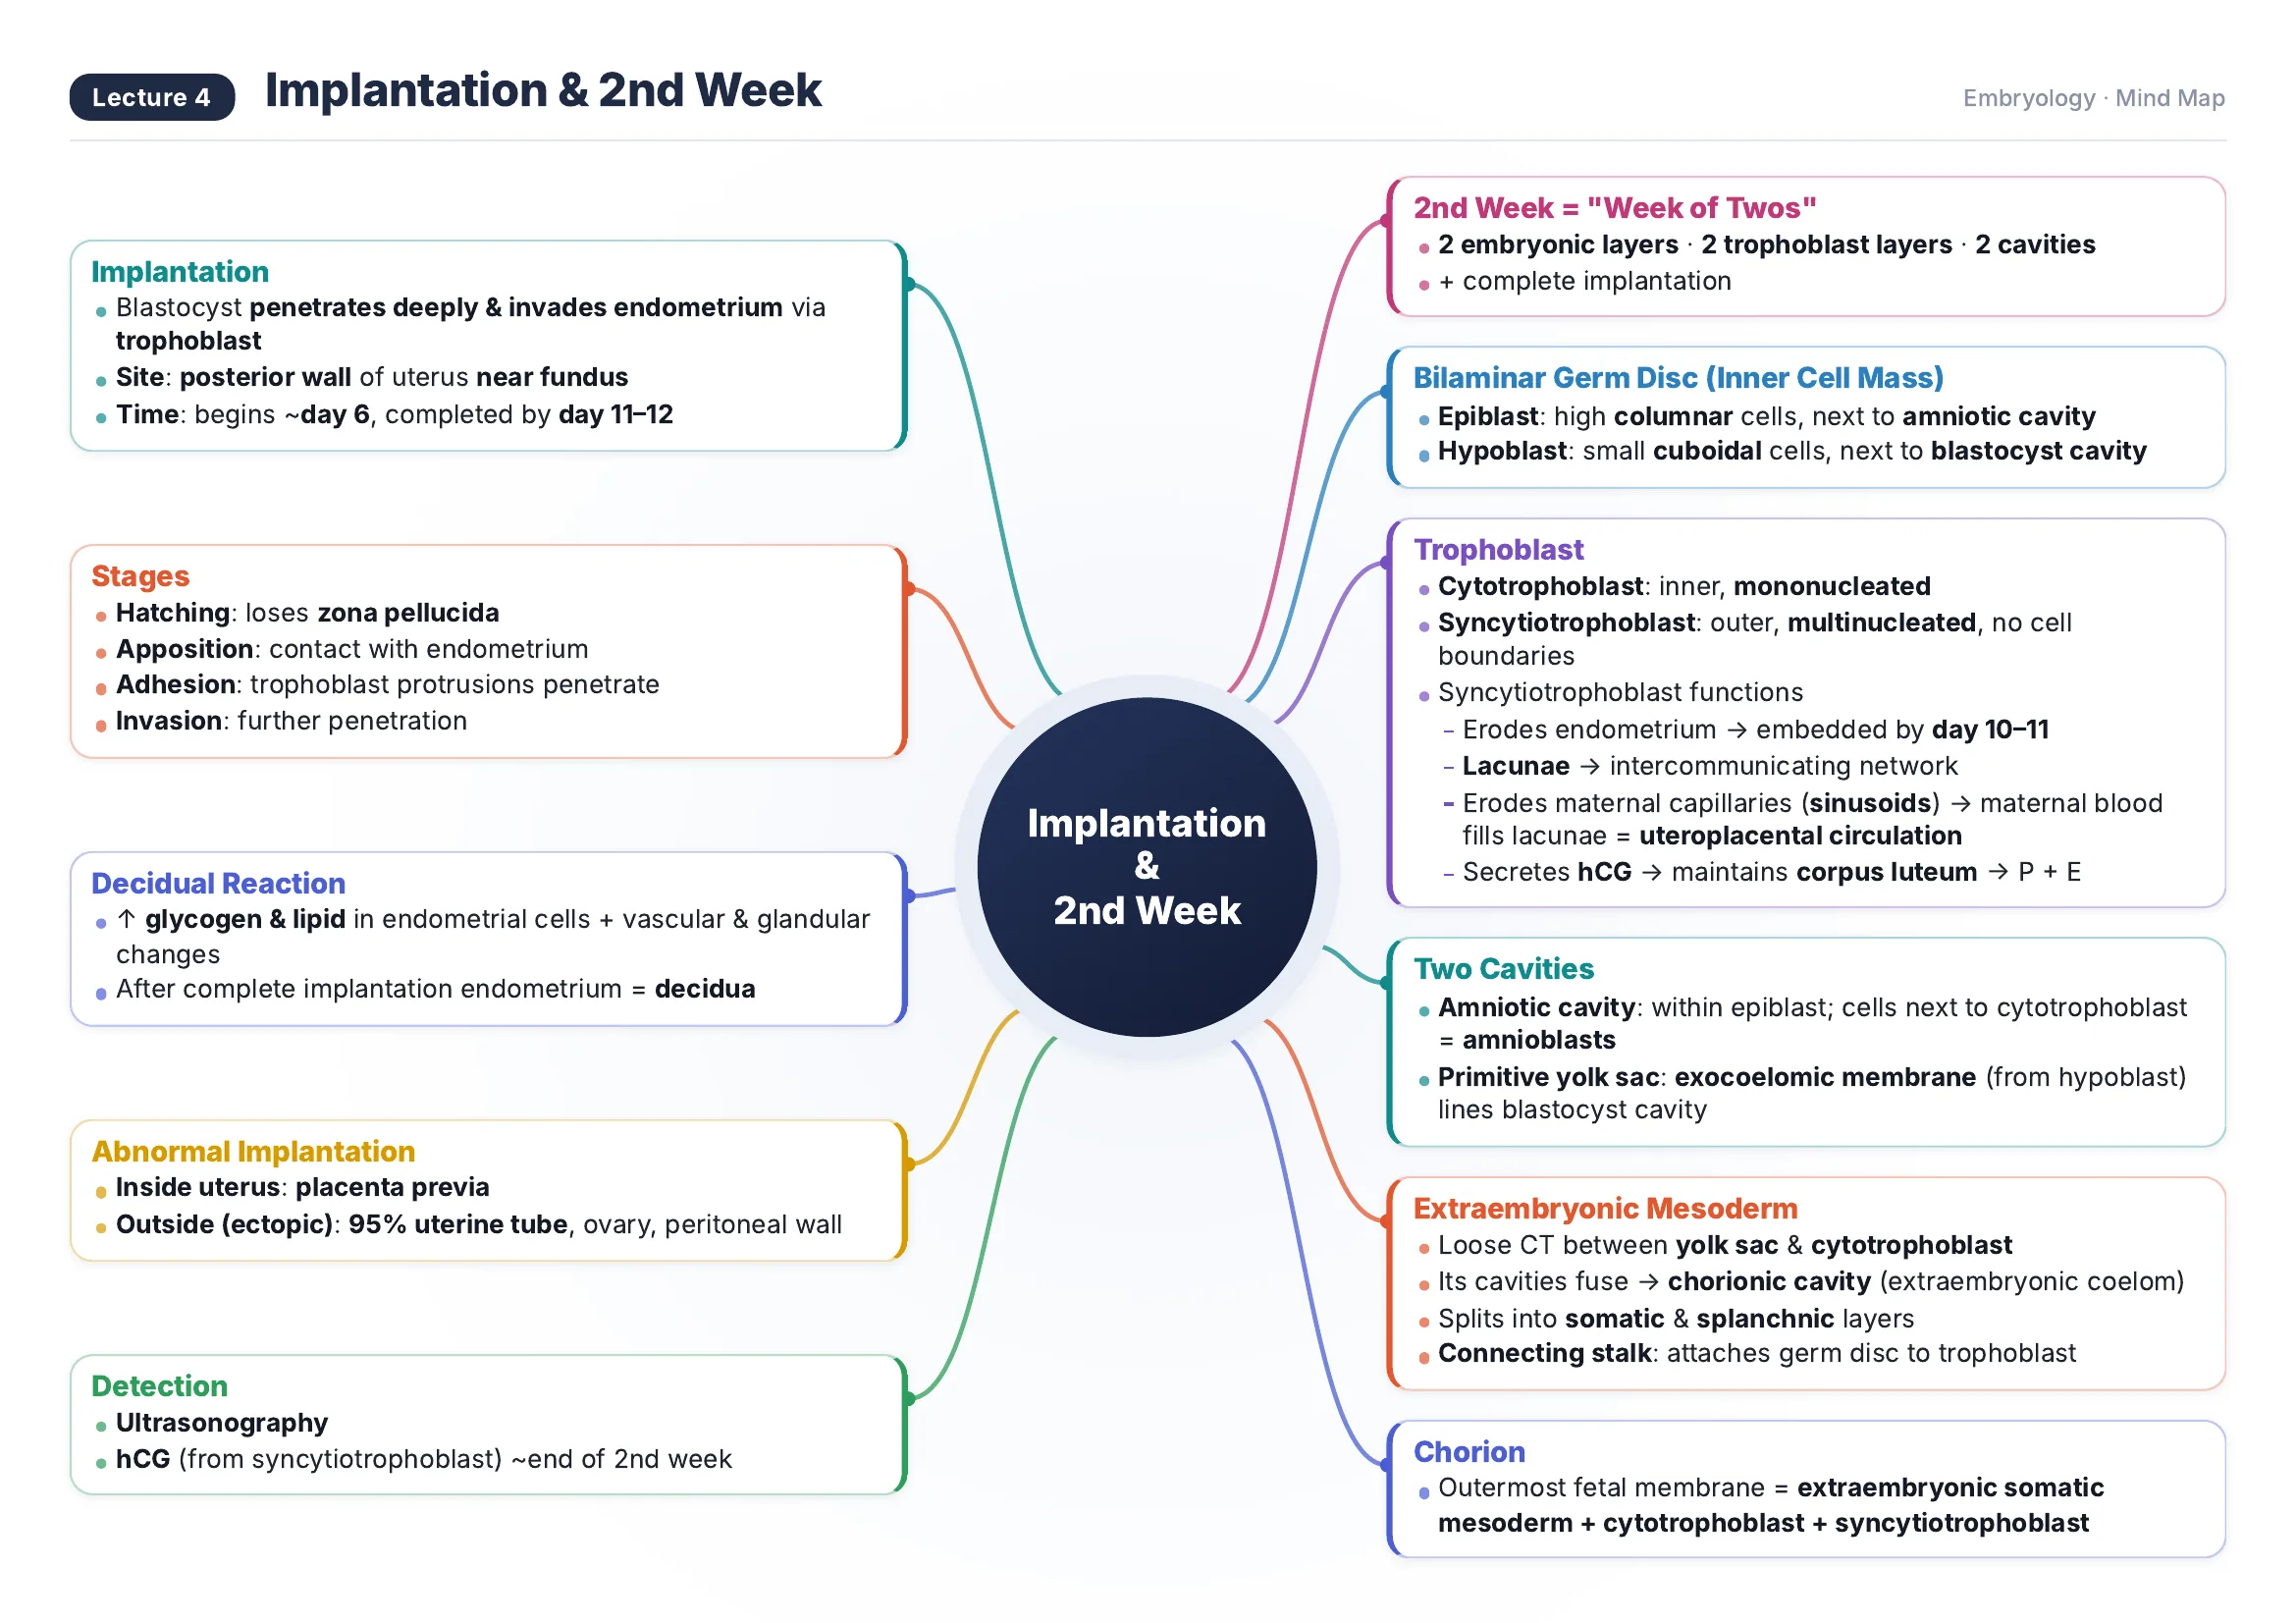 Lecture 4
Implantation & 2nd Week
Embryology · Mind Map
Implantation
Blastocyst penetrates deeply & invades endometrium via
trophoblast
Site: posterior wall of uterus near fundus
Time: begins ~day 6, completed by day 11–12
Stages
Hatching: loses zona pellucida
Apposition: contact with endometrium
Adhesion: trophoblast protrusions penetrate
Invasion: further penetration
Decidual Reaction
↑ glycogen & lipid in endometrial cells + vascular & glandular
changes
After complete implantation endometrium = decidua
Abnormal Implantation
Inside uterus: placenta previa
Outside (ectopic): 95% uterine tube, ovary, peritoneal wall
Detection
Ultrasonography
hCG (from syncytiotrophoblast) ~end of 2nd week
Implantation
&
2nd Week
2nd Week = "Week of Twos"
2 embryonic layers · 2 trophoblast layers · 2 cavities
+ complete implantation
Bilaminar Germ Disc (Inner Cell Mass)
Epiblast: high columnar cells, next to amniotic cavity
Hypoblast: small cuboidal cells, next to blastocyst cavity
Trophoblast
Cytotrophoblast: inner, mononucleated
Syncytiotrophoblast: outer, multinucleated, no cell
boundaries
Syncytiotrophoblast functions
– Erodes endometrium → embedded by day 10–11
– Lacunae → intercommunicating network
– Erodes maternal capillaries (sinusoids) → maternal blood
fills lacunae = uteroplacental circulation
– Secretes hCG → maintains corpus luteum → P + E
Two Cavities
Amniotic cavity: within epiblast; cells next to cytotrophoblast
= amnioblasts
Primitive yolk sac: exocoelomic membrane (from hypoblast)
lines blastocyst cavity
Extraembryonic Mesoderm
Loose CT between yolk sac & cytotrophoblast
Its cavities fuse → chorionic cavity (extraembryonic coelom)
Splits into somatic & splanchnic layers
Connecting stalk: attaches germ disc to trophoblast
Chorion
Outermost fetal membrane = extraembryonic somatic
mesoderm + cytotrophoblast + syncytiotrophoblast